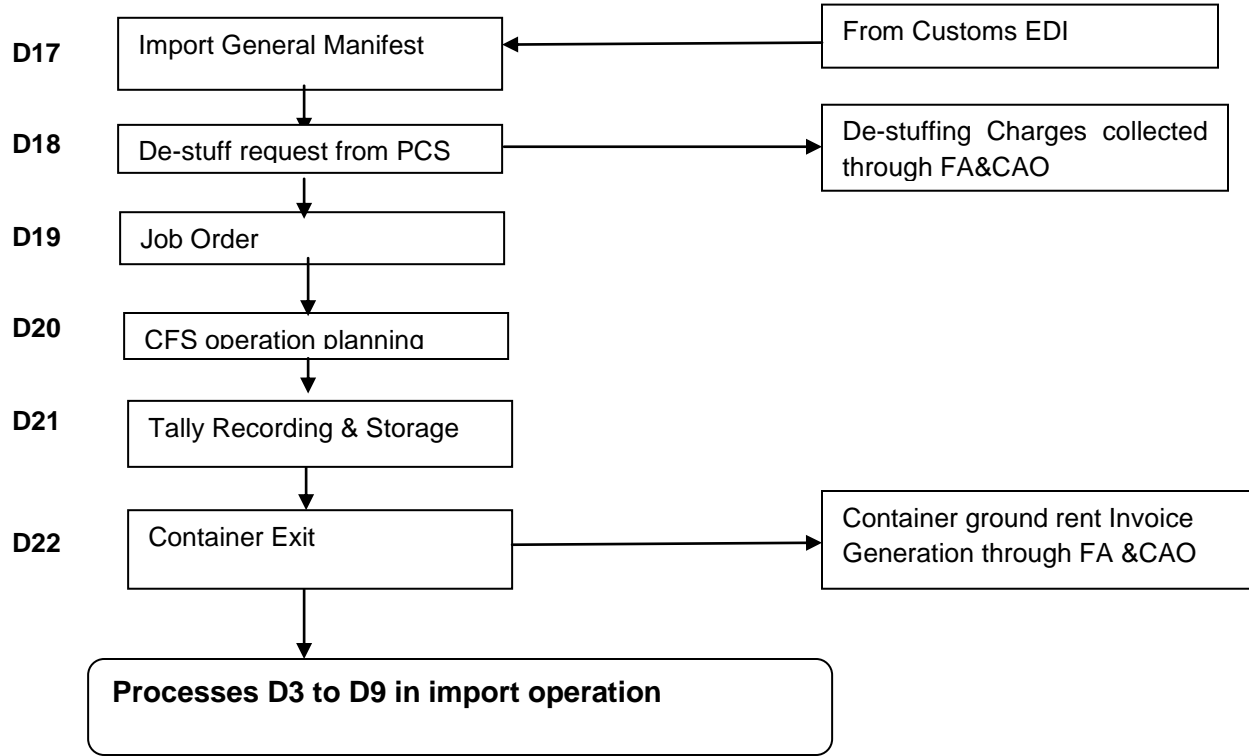 D17
Import General Manifest
From Customs EDI
D18
De-stuff request from PCS
De-stuffing Charges collected
through FA&CAO
D19
Job Order
D20
CFS operation planning
D21
Tally Recording & Storage
D22
Container Exit
Container ground rent Invoice
Generation through FA &CAO
Processes D3 to D9 in import operation